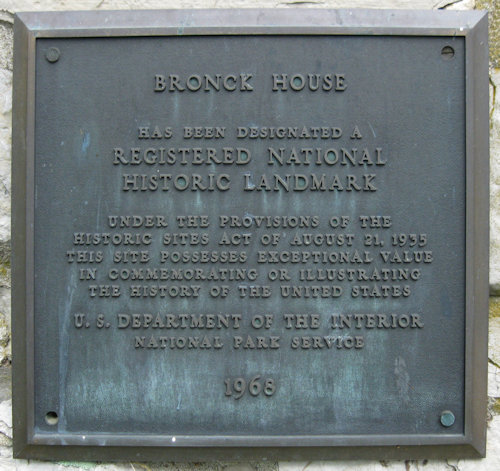 BRONCK HOUSE
HAS BEEN DESIGNATED A
REGISTERED NATIONAL
HISTORIC LANDMARK
UNDER THE PROVISIONS OF THE
HISTORIC SITES ACT OF AUGUST 21, 1935
THIS SITE POSSESSES EXCEPTIONAL VALUE
IN COMMEMORATING OR ILLUSTRATING
THE HISTORY OF THE UNITED STATES
U. S. DEPARTMENT OF THE INTERIOR
NATIONAL PARK SERVICE
1968